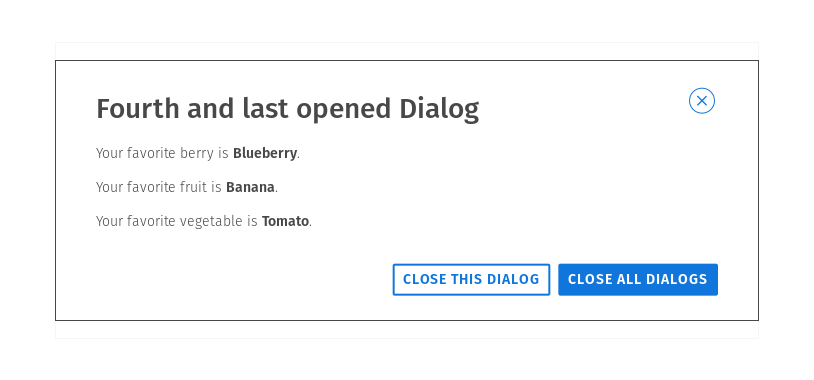 Fourth and last opened Dialog
Your favorite berry is Blueberry.
Your favorite fruit is Banana.
Your favorite vegetable is Tomato.
CLOSE THIS DIALOG
CLOSE ALL DIALOGS